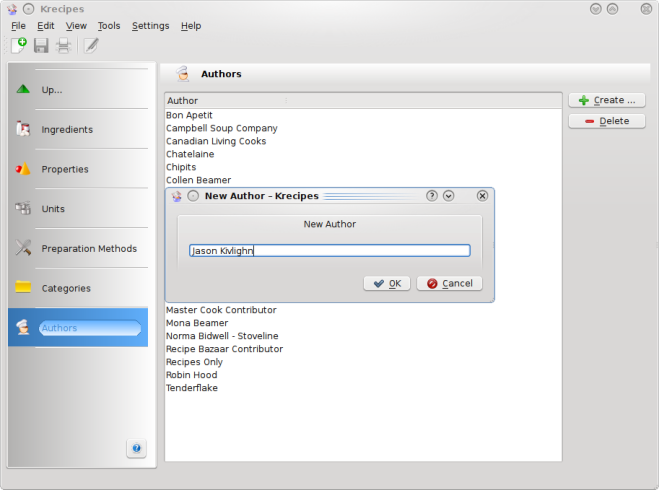 Krecipes
File Edit View Tools Settings Help
Up...
Ingredients
Properties
Units
Preparation Methods
Categories
Authors
Authors
Author
Bon Apetit
Campbell Soup Company
Canadian Living Cooks
Chatelaine
Chipits
Collen Beamer
New Author – Krecipes
New Author
Jason Kivlighn
OK Cancel
Master Cook Contributor
Mona Beamer
Norma Bidwell - Stoveline
Recipe Bazaar Contributor
Recipes Only
Robin Hood
Tenderflake
Create ...
Delete